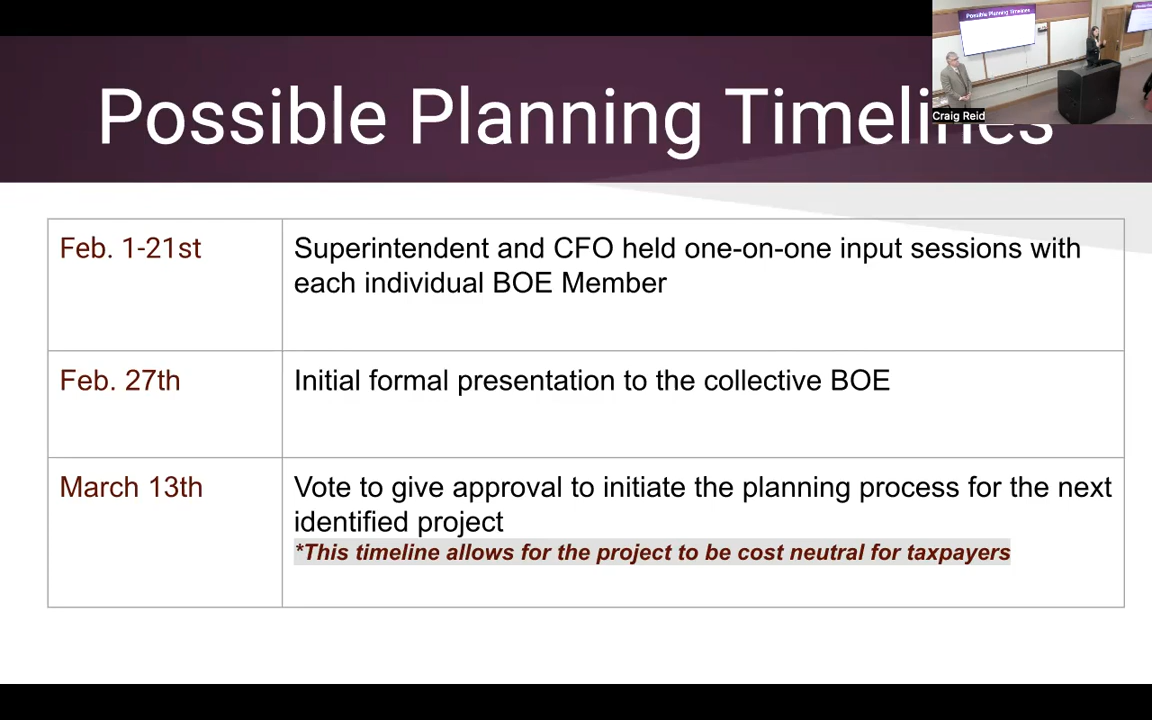 Possible Planning Timelines
Craig Reid
Possible Planning Timelines
Feb. 1-21st
Superintendent and CFO held one-on-one input sessions with
each individual BOE Member
Feb. 27th
Initial formal presentation to the collective BOE
March 13th
Vote to give approval to initiate the planning process for the next
identified project
*This timeline allows for the project to be cost neutral for taxpayers